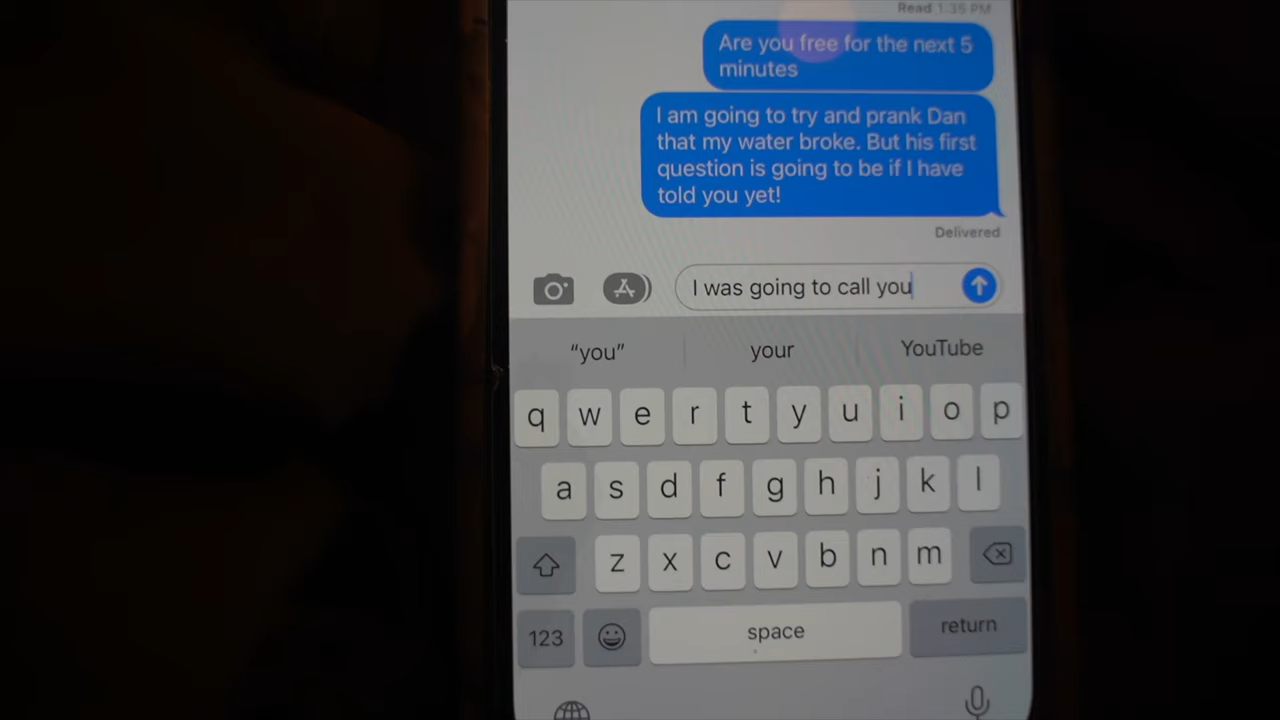 Read 1:35 PM
Are you free for the next 5
minutes
I am going to try and prank Dan
that my water broke. But his first
question is going to be if I have
told you yet!
Delivered
I was going to call you
“you” your YouTube
q w e r t y u i o p
a s d f g h j k l
z x c v b n m
123 space return